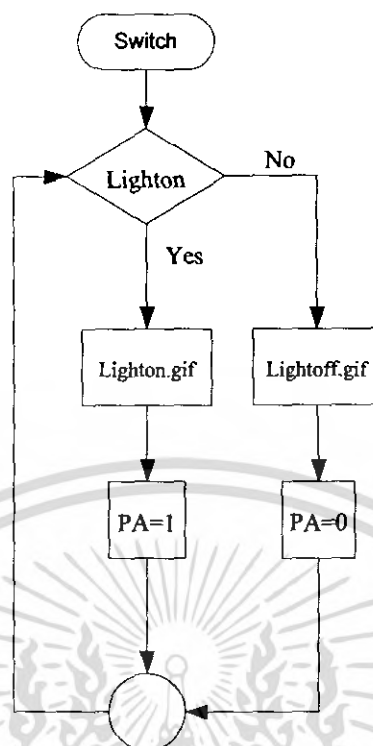 Switch
Lighton
No
Yes
Lighton.gif
Lightoff.gif
PA=1
PA=0